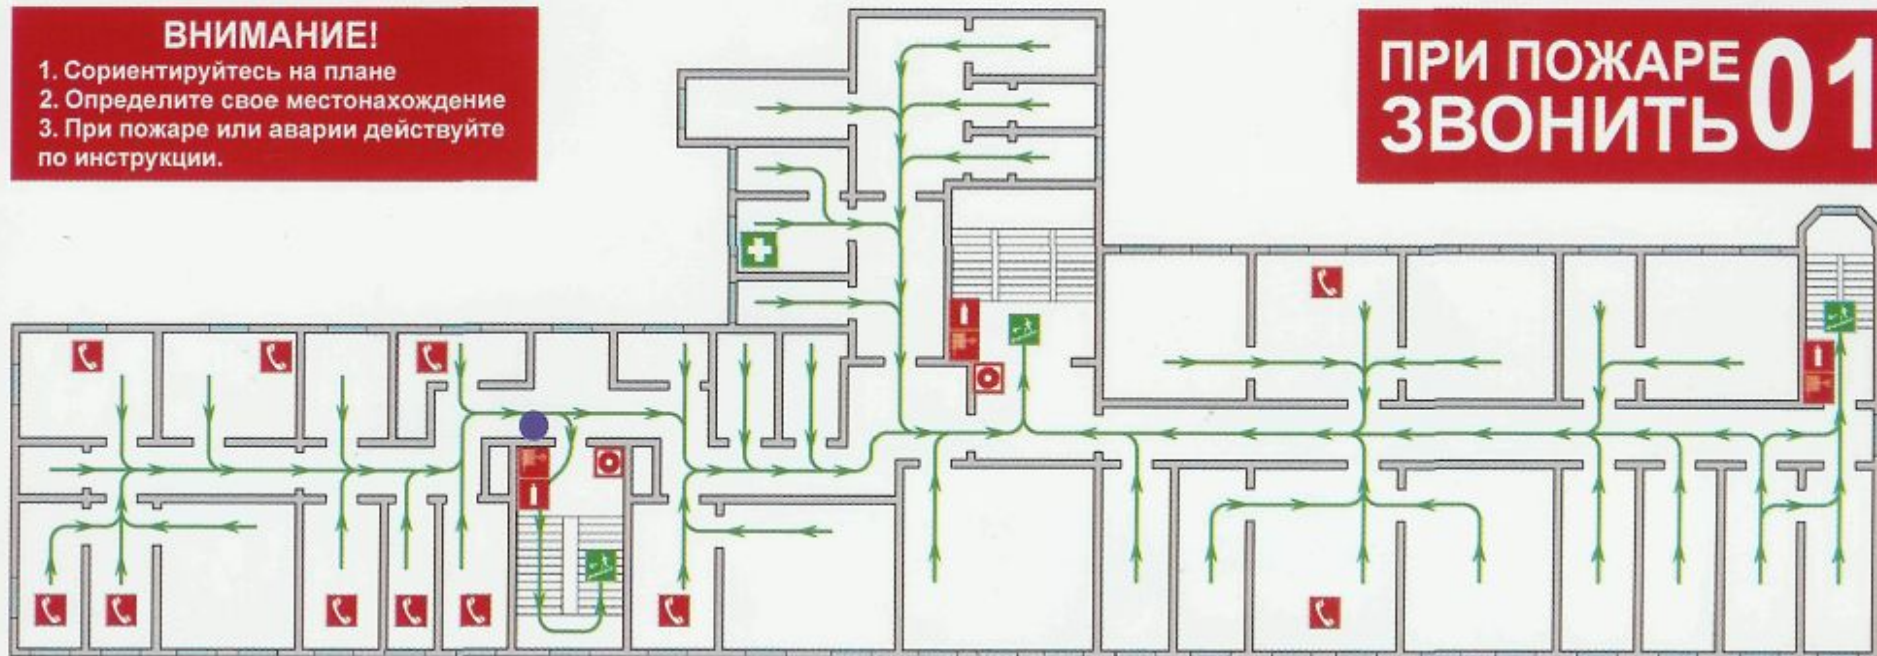 ВНИМАНИЕ!
1. Сориентируйтесь на плане
2. Определите свое местонахождение
3. При пожаре или аварии действуйте
по инструкции.
ПРИ ПОЖАРЕ
ЗВОНИТЬ 01